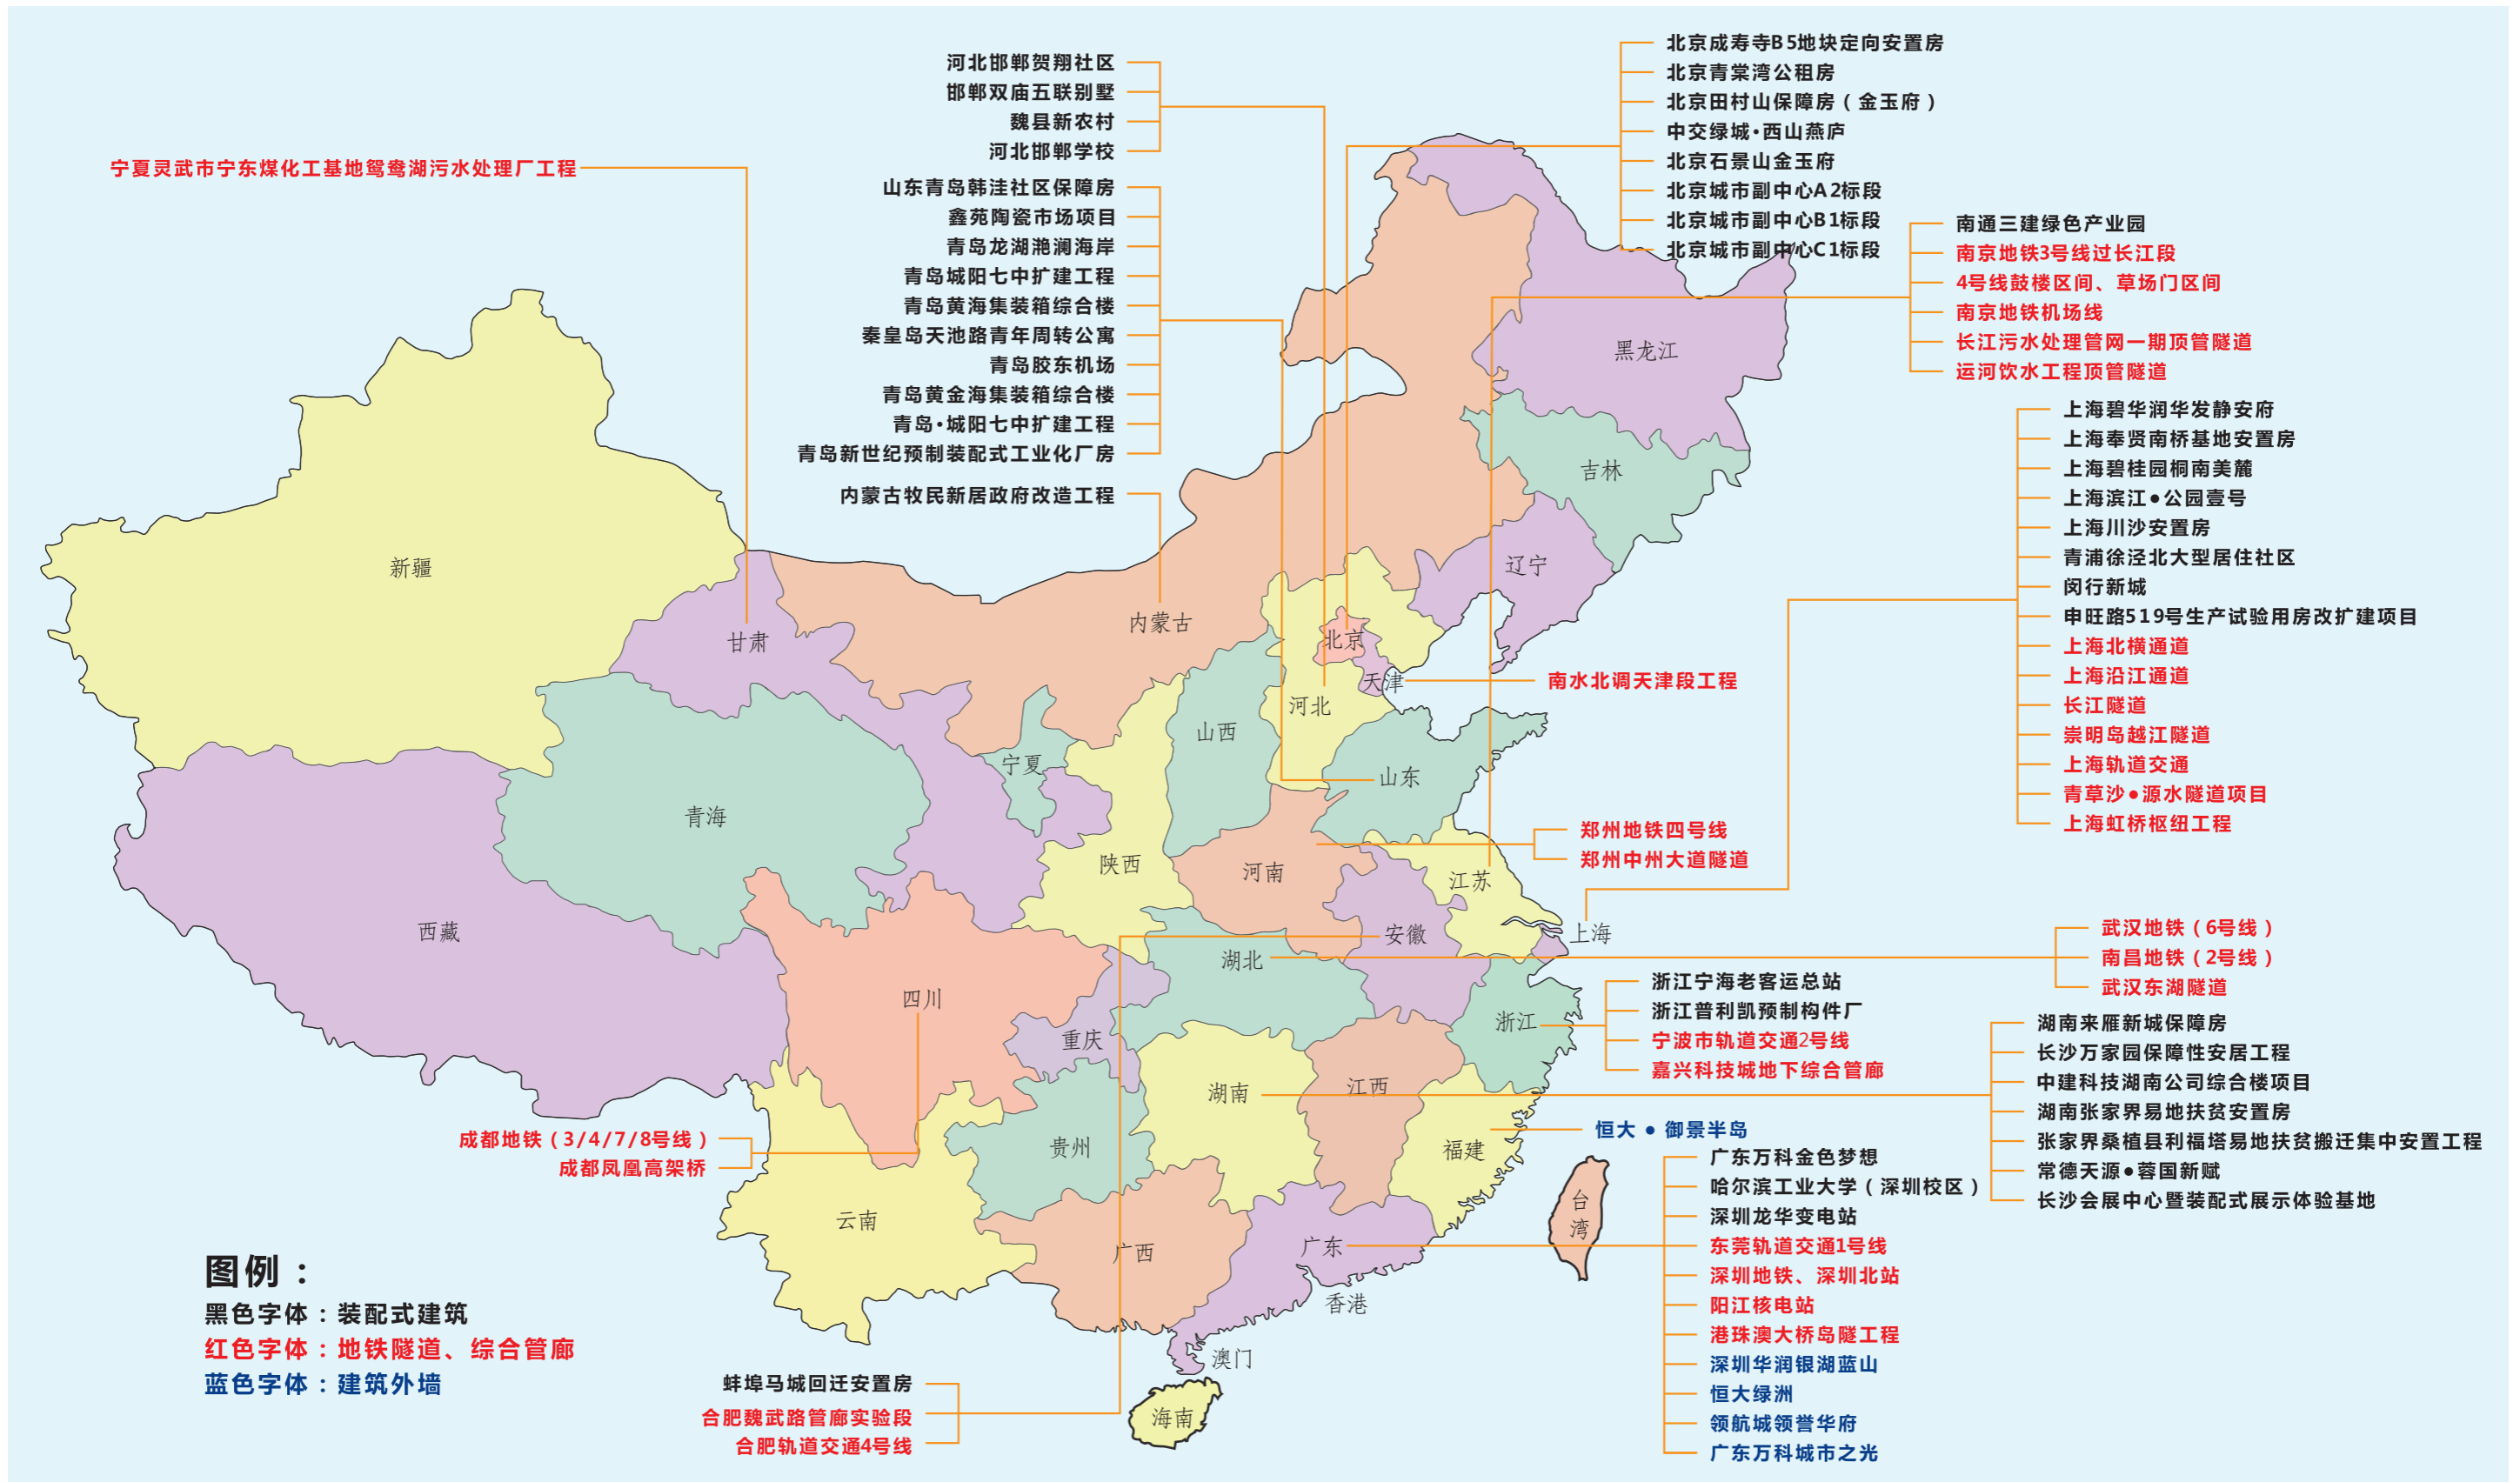 河北邯郸贺翔社区
邯郸双庙五联别墅
魏县新农村
河北邯郸学校
山东青岛韩洼社区保障房
鑫苑陶瓷市场项目
青岛龙湖滟澜海岸
青岛城阳七中扩建工程
青岛黄海集装箱综合楼
秦皇岛天池路青年周转公寓
青岛胶东机场
青岛黄金海集装箱综合楼
青岛·城阳七中扩建工程
青岛新世纪预制装配式工业化厂房
内蒙古牧民新居政府改造工程
宁夏灵武市宁东煤化工基地鸳鸯湖污水处理厂工程
北京成寿寺B5地块定向安置房
北京青棠湾公租房
北京田村山保障房（金玉府）
中交绿城·西山燕庐
北京石景山金玉府
北京城市副中心A2标段
北京城市副中心B1标段
北京城市副中心C1标段
南通三建绿色产业园
南京地铁3号线过长江段
4号线鼓楼区间、草场门区间
南京地铁机场线
长江污水处理管网一期顶管隧道
运河饮水工程顶管隧道
上海碧华润华发静安府
上海奉贤南桥基地安置房
上海碧桂园桐南美麓
上海滨江●公园壹号
上海川沙安置房
青浦徐泾北大型居住社区
闵行新城
申旺路519号生产试验用房改扩建项目
上海北横通道
上海沿江通道
长江隧道
崇明岛越江隧道
上海轨道交通
青草沙●源水隧道项目
上海虹桥枢纽工程
南水北调天津段工程
郑州地铁四号线
郑州中州大道隧道
武汉地铁（6号线）
南昌地铁（2号线）
武汉东湖隧道
浙江宁海老客运总站
浙江普利凯预制构件厂
宁波市轨道交通2号线
嘉兴科技城地下综合管廊
湖南来雁新城保障房
长沙万家园保障性安居工程
中建科技湖南公司综合楼项目
湖南张家界易地扶贫安置房
张家界桑植县利福塔易地扶贫搬迁集中安置工程
常德天源●蓉国新赋
长沙会展中心暨装配式展示体验基地
恒大 ● 御景半岛
广东万科金色梦想
哈尔滨工业大学（深圳校区）
深圳龙华变电站
东莞轨道交通1号线
深圳地铁、深圳北站
阳江核电站
港珠澳大桥岛隧工程
深圳华润银湖蓝山
恒大绿洲
领航城领誉华府
广东万科城市之光
成都地铁（3/4/7/8号线）
成都凤凰高架桥
蚌埠马城回迁安置房
合肥魏武路管廊实验段
合肥轨道交通4号线
黑龙江
吉林
辽宁
新疆
甘肃
内蒙古
北京
天津
河北
山西
宁夏
山东
青海
陕西
河南
江苏
西藏
安徽
上海
湖北
四川
重庆
浙江
湖南
江西
贵州
福建
云南
台
湾
广西
广东
香港
澳门
海南
图例：
黑色字体：装配式建筑
红色字体：地铁隧道、综合管廊
蓝色字体：建筑外墙